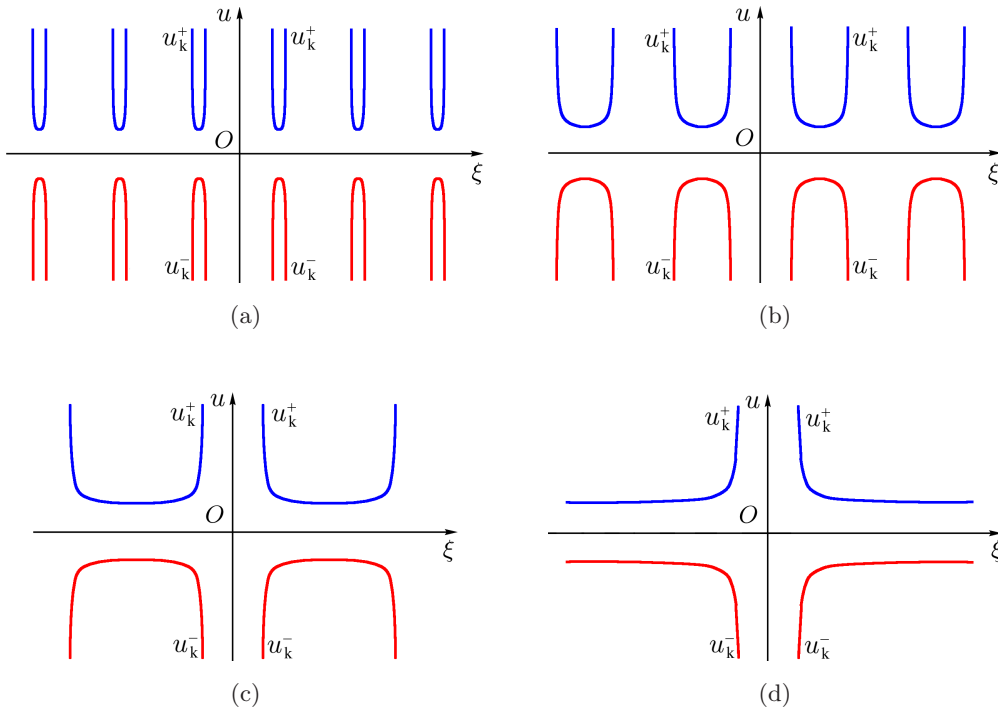 u
u_k^+ u_k^+
O
ξ
u_k^- u_k^-
(a)
u
u_k^+ u_k^+
O
ξ
u_k^- u_k^-
(b)
u
u_k^+ u_k^+
O
ξ
u_k^- u_k^-
(c)
u
u_k^+ u_k^+
O
ξ
u_k^- u_k^-
(d)